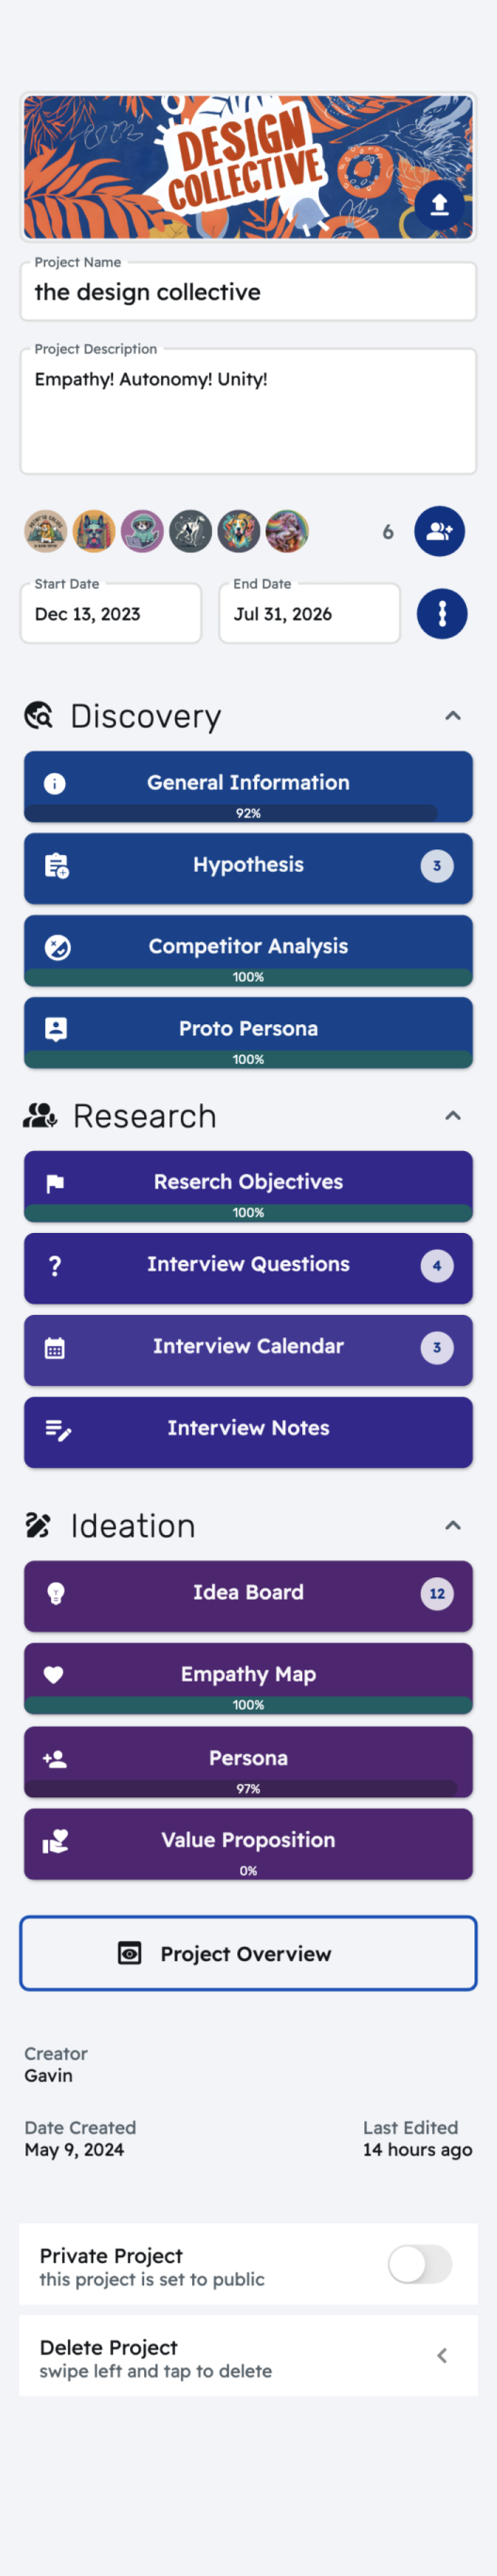 DESIGN
COLLECTIVE
Project Name
the design collective
Project Description
Empathy! Autonomy! Unity!
6
Start Date
Dec 13, 2023
End Date
Jul 31, 2026
Discovery
General Information
92%
Hypothesis
3
Competitor Analysis
100%
Proto Persona
100%
Research
Reserch Objectives
100%
Interview Questions
4
Interview Calendar
3
Interview Notes
Ideation
Idea Board
12
Empathy Map
100%
Persona
97%
Value Proposition
0%
Project Overview
Creator
Gavin
Date Created
May 9, 2024
Last Edited
14 hours ago
Private Project
this project is set to public
Delete Project
swipe left and tap to delete